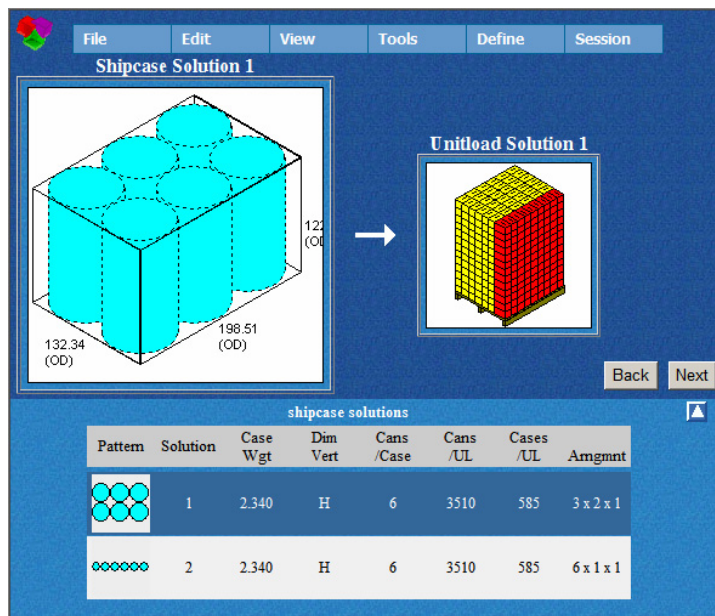 File Edit View Tools Define Session
Shipcase Solution 1
Unitload Solution 1
132.34
(OD)
198.51
(OD)
Back Next
shipcase solutions
Pattern Solution Case Wgt Dim Vert Cans /Case Cans /UL Cases /UL Arngmnt
1 2.340 H 6 3510 585 3 x 2 x 1
2 2.340 H 6 3510 585 6 x 1 x 1